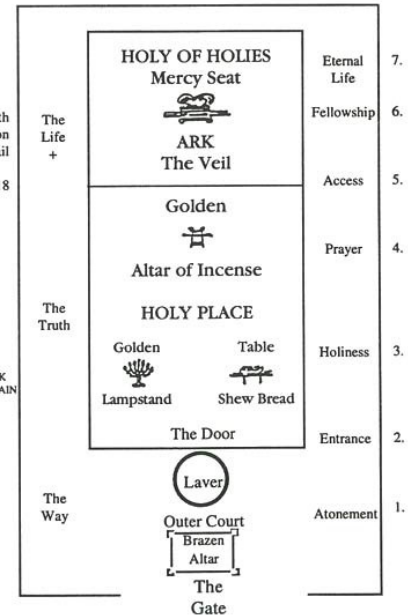 HOLY OF HOLIES
Mercy Seat
ARK
The Veil
Golden
Altar of Incense
HOLY PLACE
Golden
Lampstand
Table
Shew Bread
The Door
Laver
Outer Court
Brazen
Altar
The
Gate
The
Life
+
The
Truth
The
Way
Eternal
Life
7.
Fellowship
6.
Access
5.
Prayer
4.
Holiness
3.
Entrance
2.
Atonement
1.
8